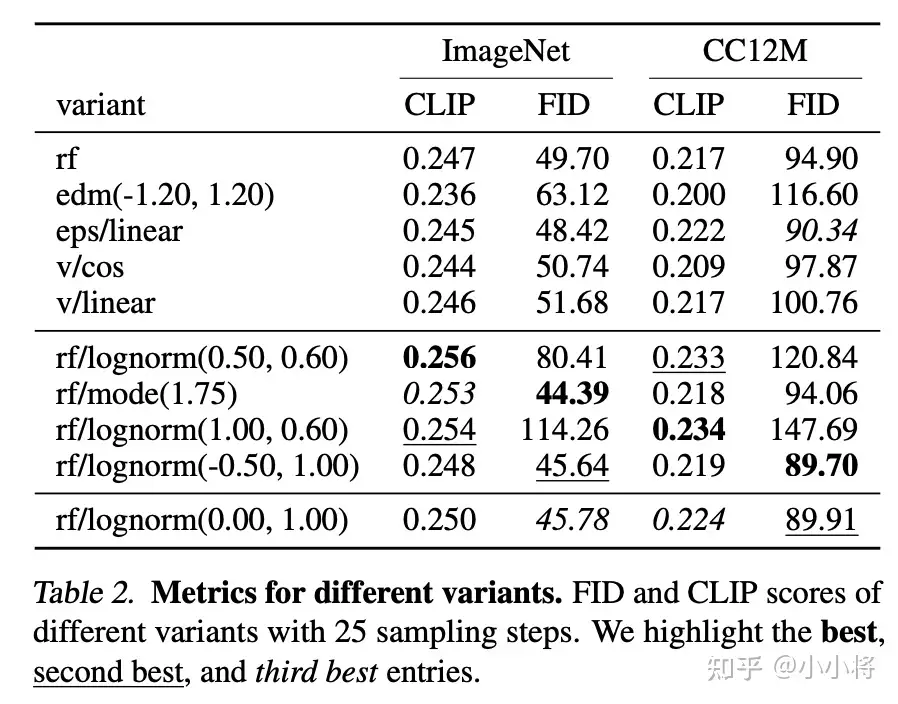 ImageNet CC12M
variant CLIP FID CLIP FID
rf 0.247 49.70 0.217 94.90
edm(-1.20, 1.20) 0.236 63.12 0.200 116.60
eps/linear 0.245 48.42 0.222 90.34
v/cos 0.244 50.74 0.209 97.87
v/linear 0.246 51.68 0.217 100.76
rf/lognorm(0.50, 0.60) 0.256 80.41 0.233 120.84
rf/mode(1.75) 0.253 44.39 0.218 94.06
rf/lognorm(1.00, 0.60) 0.254 114.26 0.234 147.69
rf/lognorm(-0.50, 1.00) 0.248 45.64 0.219 89.70
rf/lognorm(0.00, 1.00) 0.250 45.78 0.224 89.91
Table 2. Metrics for different variants. FID and CLIP scores of
different variants with 25 sampling steps. We highlight the best,
second best, and third best entries.
知乎 @小小将